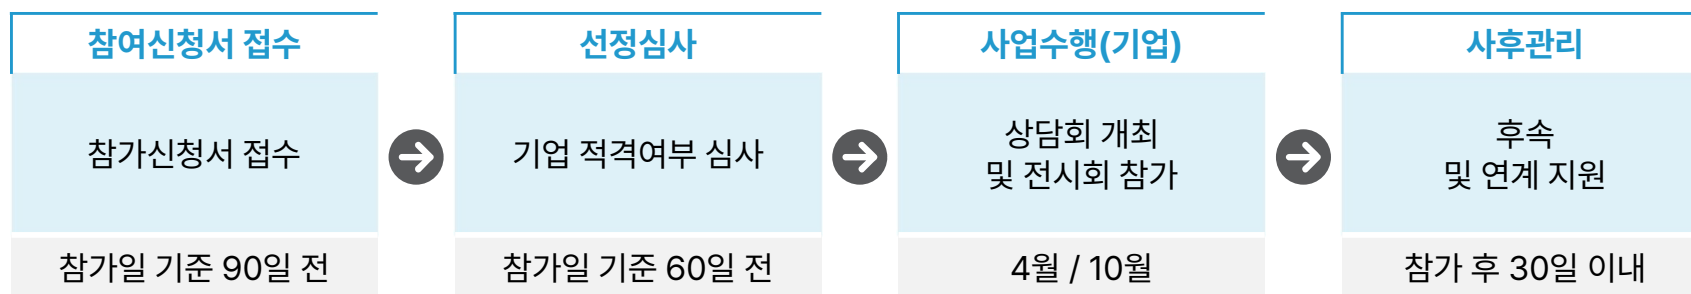 참여신청서 접수
참가신청서 접수
참가일 기준 90일 전
선정심사
기업 적격여부 심사
참가일 기준 60일 전
사업수행(기업)
상담회 개최
및 전시회 참가
4월 / 10월
사후관리
후속
및 연계 지원
참가 후 30일 이내